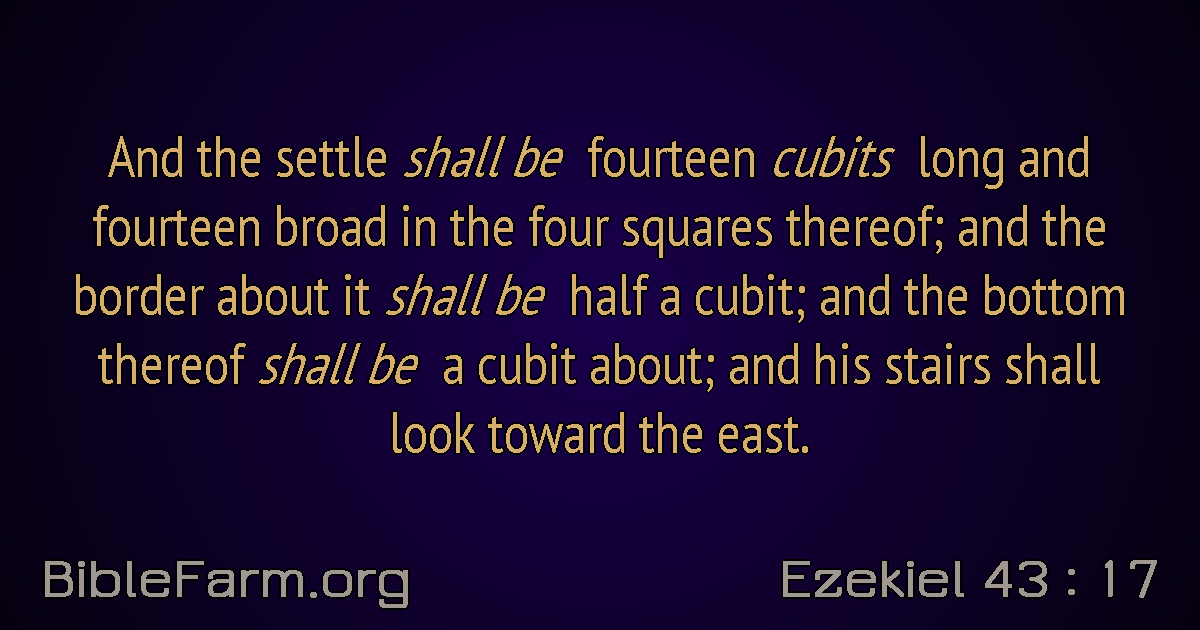 And the settle shall be fourteen cubits long and
fourteen broad in the four squares thereof; and the
border about it shall be half a cubit; and the bottom
thereof shall be a cubit about; and his stairs shall
look toward the east.
BibleFarm.org
Ezekiel 43 : 17